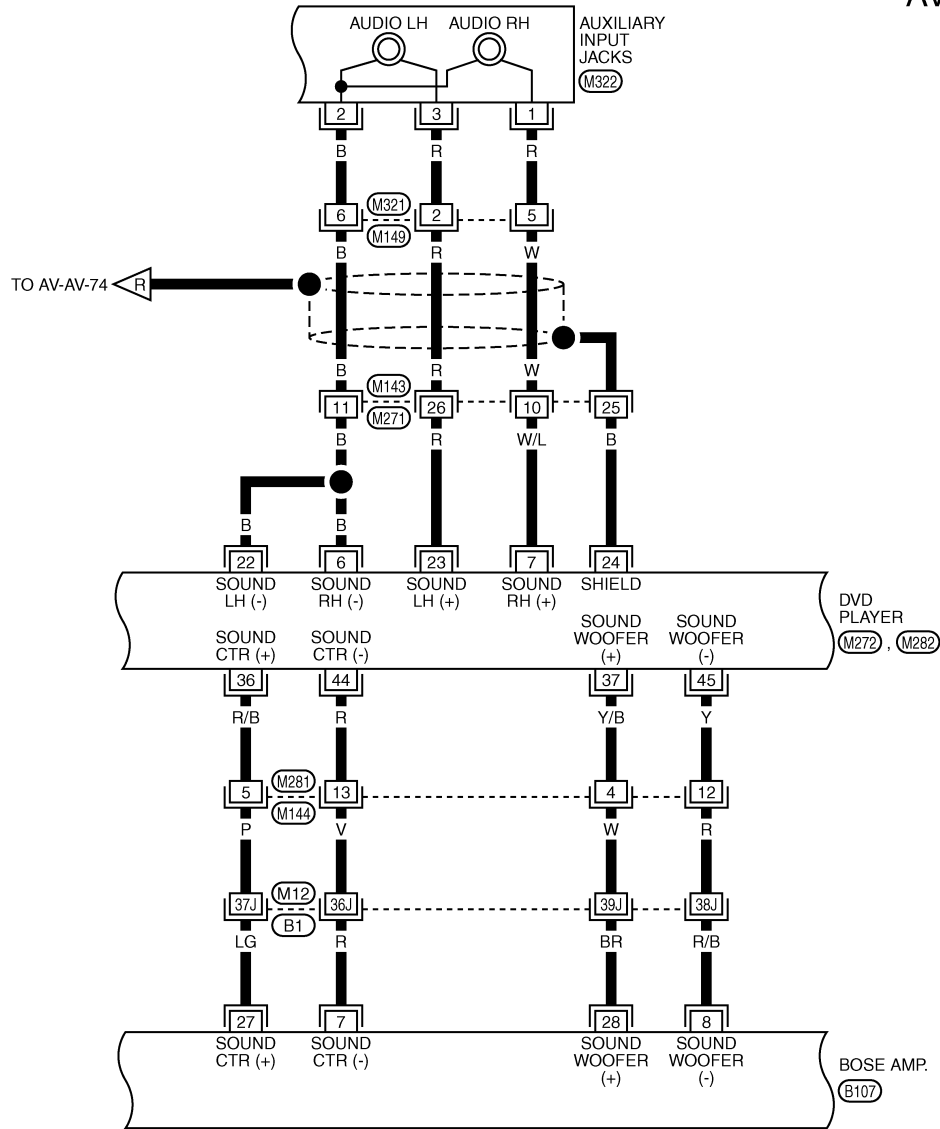 AV
AUDIO LH AUDIO RH
AUXILIARY
INPUT
JACKS
M322
2 3 1
B R R
6 M321 2 5
M149
B R W
TO AV-AV-74 R
B R W
M143
11 26 10 25
M271
B R W/L B
B B
22 6 23 7 24
SOUND LH (-) SOUND RH (-) SOUND LH (+) SOUND RH (+) SHIELD
DVD
PLAYER
M272 , M282
SOUND CTR (+) SOUND CTR (-) SOUND WOOFER (+) SOUND WOOFER (-)
36 44 37 45
R/B R Y/B Y
M281
5 13 4 12
M144
P V W R
M12
37J 36J 39J 38J
B1
LG R BR R/B
27 7 28 8
SOUND CTR (+) SOUND CTR (-) SOUND WOOFER (+) SOUND WOOFER (-)
BOSE AMP.
B107